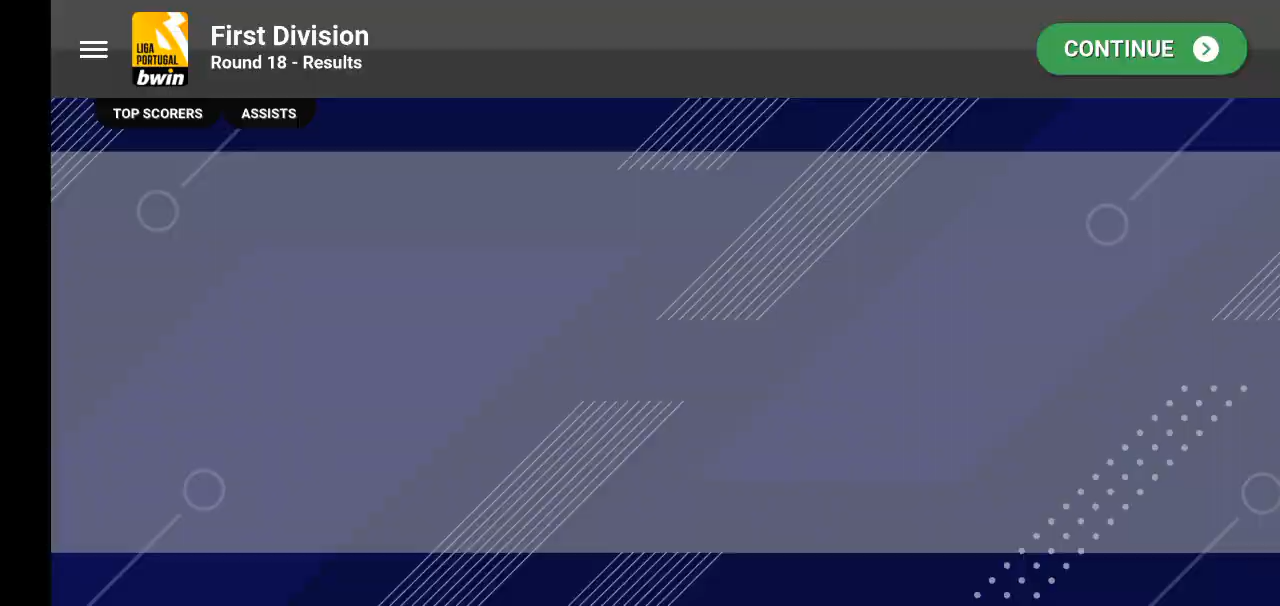 LIGA
PORTUGAL
bwin
First Division
Round 18 - Results
CONTINUE
TOP SCORERS
ASSISTS